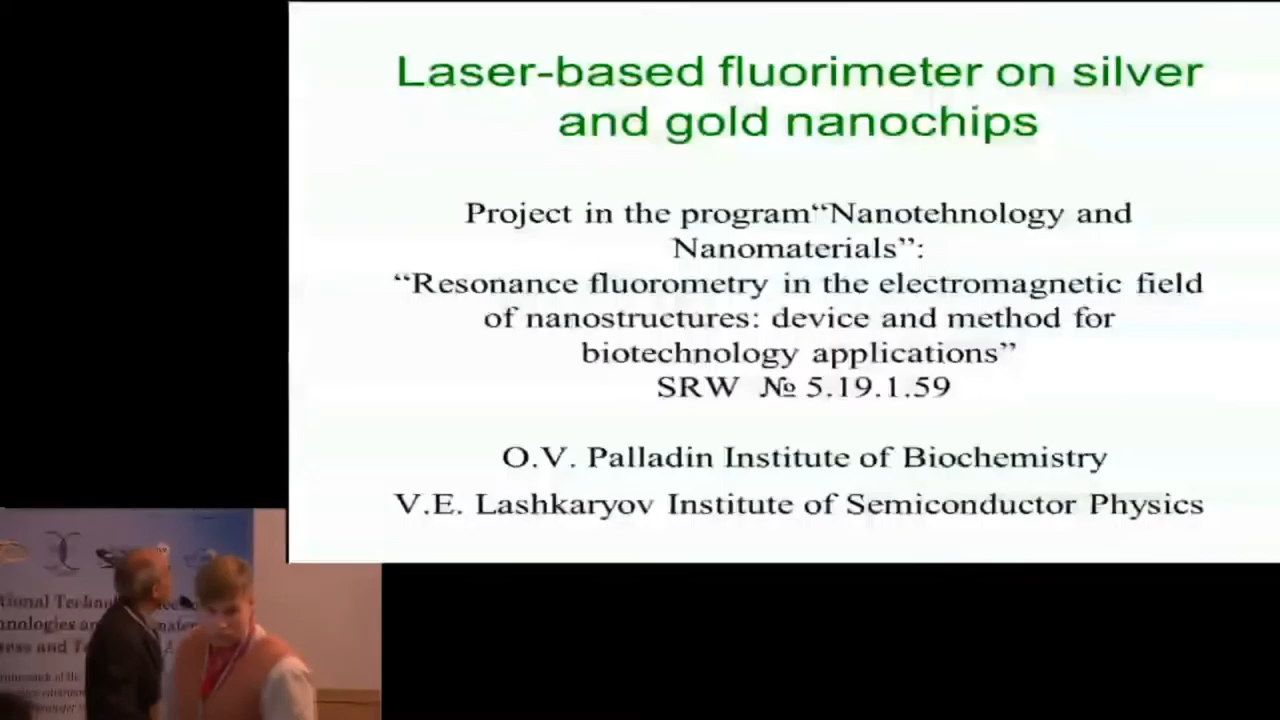 Laser-based fluorimeter on silver
and gold nanochips
Project in the program“Nanotehnology and
Nanomaterials”:
“Resonance fluorometry in the electromagnetic field
of nanostructures: device and method for
biotechnology applications”
SRW № 5.19.1.59
O.V. Palladin Institute of Biochemistry
V.E. Lashkaryov Institute of Semiconductor Physics